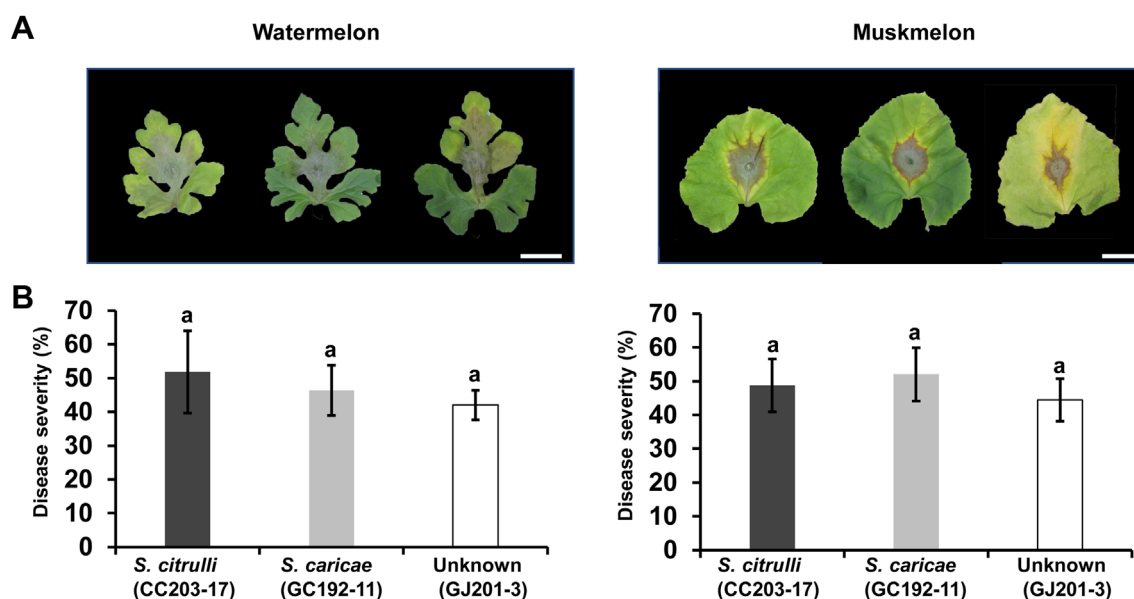 A
Watermelon
Muskmelon
B
Disease severity (%)
70
60
50
40
30
20
10
0
a
a
a
S. citrulli
(CC203-17)
S. caricae
(GC192-11)
Unknown
(GJ201-3)
Disease severity (%)
70
60
50
40
30
20
10
0
a
a
a
S. citrulli
(CC203-17)
S. caricae
(GC192-11)
Unknown
(GJ201-3)